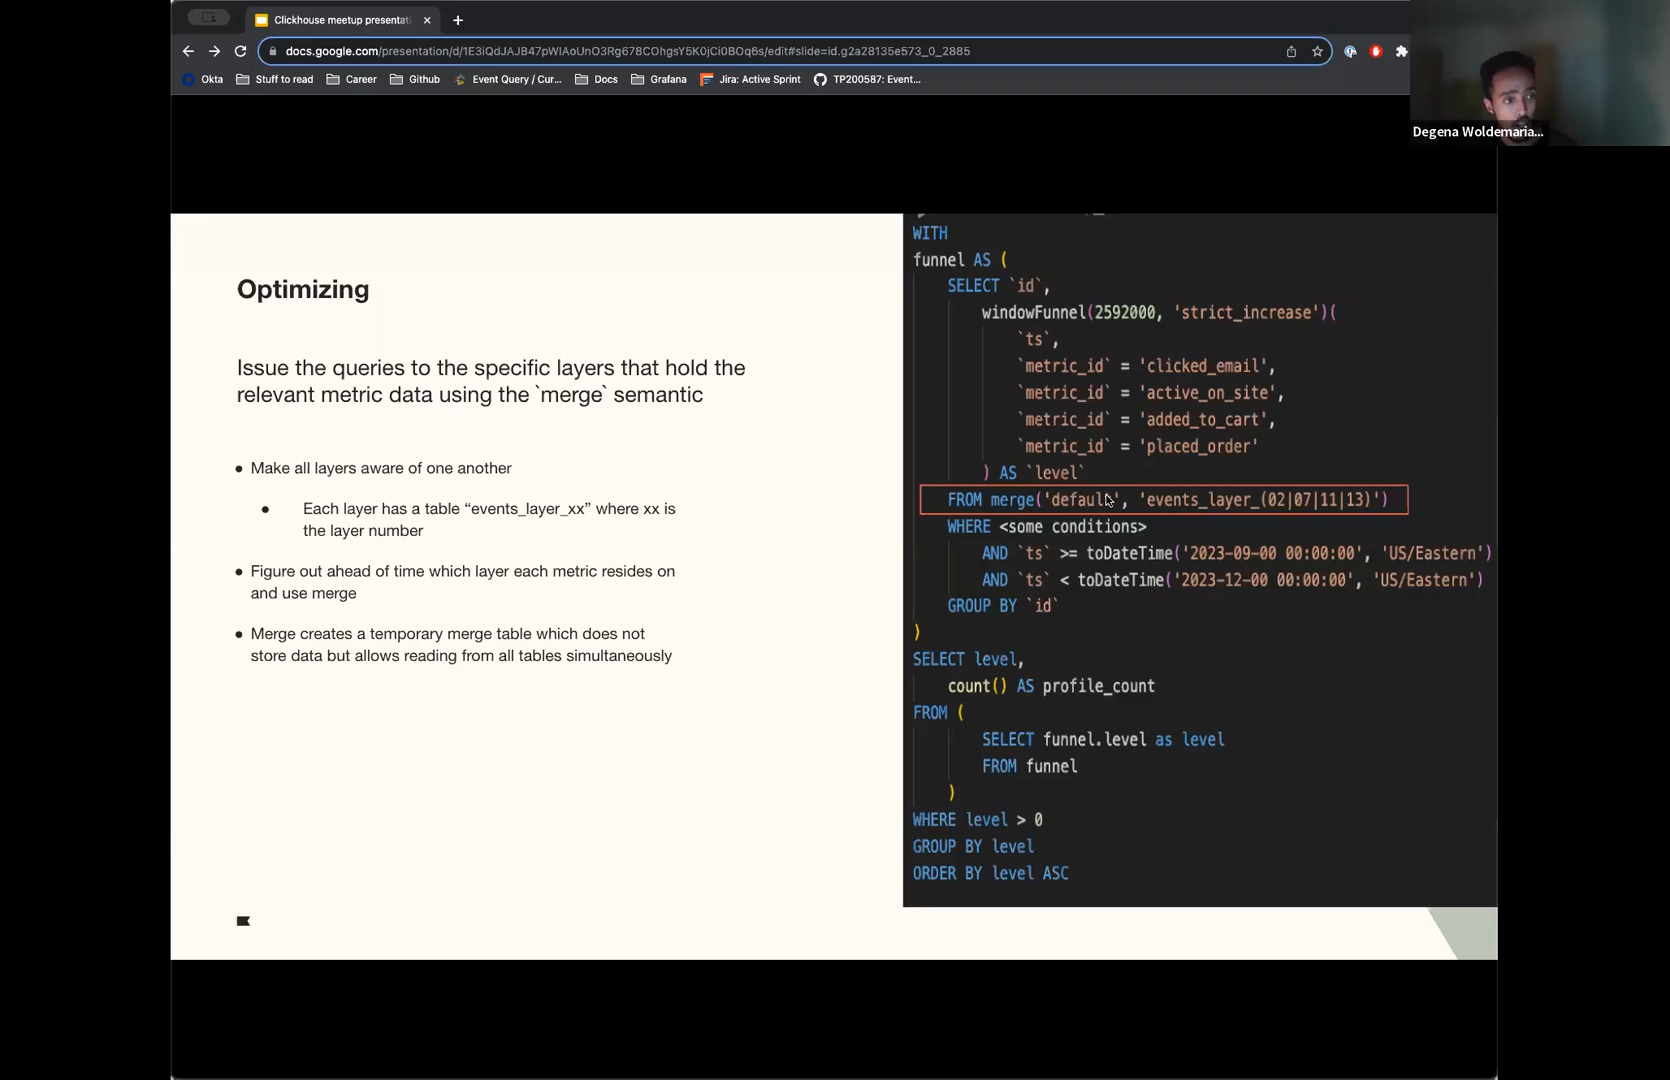 Clickhouse meetup presentati
docs.google.com/presentation/d/1E3iQdJAJB47pWIAoUnO3Rg678COhgsY5K0jCi0BOq6s/edit#slide=id.g2a28135e573_0_2885
Okta Stuff to read Career Github Event Query / Cur... Docs Grafana Jira: Active Sprint TP200587: Event...
Degena Woldemaria...
Optimizing
Issue the queries to the specific layers that hold the
relevant metric data using the `merge` semantic
● Make all layers aware of one another
● Each layer has a table “events_layer_xx” where xx is
the layer number
● Figure out ahead of time which layer each metric resides on
and use merge
● Merge creates a temporary merge table which does not
store data but allows reading from all tables simultaneously
WITH
funnel AS (
SELECT `id`,
windowFunnel(2592000, 'strict_increase')(
`ts`,
`metric_id` = 'clicked_email',
`metric_id` = 'active_on_site',
`metric_id` = 'added_to_cart',
`metric_id` = 'placed_order'
) AS `level`
FROM merge('default', 'events_layer_(02|07|11|13)')
WHERE <some conditions>
AND `ts` >= toDateTime('2023-09-00 00:00:00', 'US/Eastern')
AND `ts` < toDateTime('2023-12-00 00:00:00', 'US/Eastern')
GROUP BY `id`
)
SELECT level,
count() AS profile_count
FROM (
SELECT funnel.level as level
FROM funnel
)
WHERE level > 0
GROUP BY level
ORDER BY level ASC